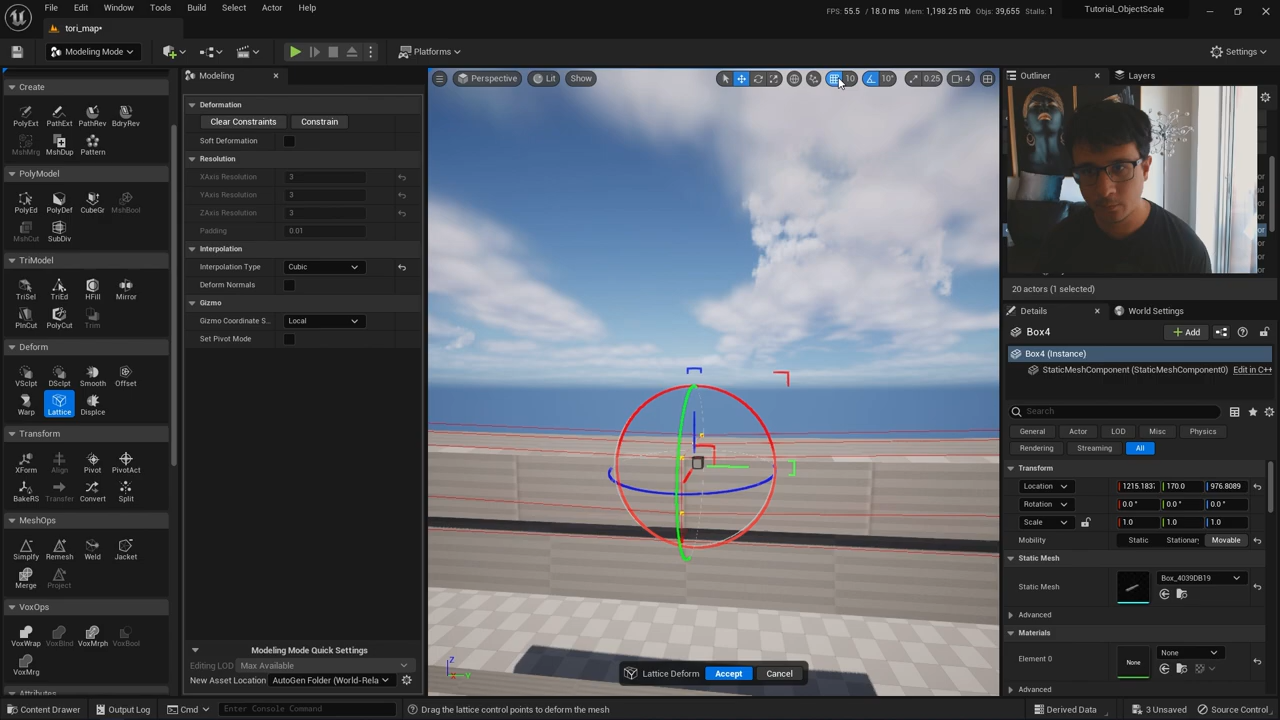 File Edit Window Tools Build Select Actor Help
FPS: 55.5 / 18.0 ms Mem: 1,198.25 mb Objs: 39,655 Stalls: 1
Tutorial_ObjectScale
tori_map•
Modeling Mode
Platforms
Settings
Create
PolyExt PathExt PathRev BdryRev
MshMrg MshDup Pattern
PolyModel
PolyEd PolyDef CubeGr MshBool
MshCut SubDiv
TriModel
TriSel TriEd HFill Mirror
PlnCut PolyCut Trim
Deform
VSclpt DSclpt Smooth Offset
Warp Lattice Displce
Transform
XForm Align Pivot PivotAct
BakeRS Transfer Convert Split
MeshOps
Simplfy Remesh Weld Jacket
Merge Project
VoxOps
VoxWrap VoxBlnd VoxMrph VoxBool
VoxMrg
Attributes
Modeling
Deformation
Clear Constraints Constrain
Soft Deformation
Resolution
XAxis Resolution 3
YAxis Resolution 3
ZAxis Resolution 3
Padding 0.01
Interpolation
Interpolation Type Cubic
Deform Normals
Gizmo
Gizmo Coordinate S... Local
Set Pivot Mode
Modeling Mode Quick Settings
Editing LOD Max Available
New Asset Location AutoGen Folder (World-Rela
Perspective Lit Show
10 10° 0.25 4
Z
Y
Lattice Deform Accept Cancel
Outliner Layers
20 actors (1 selected)
Details World Settings
Box4
Add
Box4 (Instance)
StaticMeshComponent (StaticMeshComponent0) Edit in C++
Search
General Actor LOD Misc Physics
Rendering Streaming All
Transform
Location 1215.1837 170.0 976.8089
Rotation 0.0° 0.0° 0.0°
Scale 1.0 1.0 1.0
Mobility Static Stationary Movable
Static Mesh
Static Mesh Box_4039DB19
Advanced
Materials
Element 0 None None
Advanced
Content Drawer Output Log Cmd Enter Console Command Drag the lattice control points to deform the mesh Derived Data 3 Unsaved Source Control